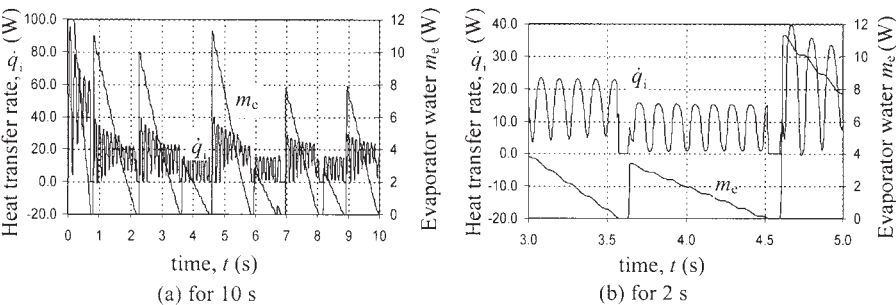 Heat transfer rate, q̇i (W)
100.0
80.0
60.0
40.0
20.0
0.0
-20.0
12
10
8
6
4
2
0
Evaporator water me (W)
me
q̇i
0 1 2 3 4 5 6 7 8 9 10
time, t (s)
(a) for 10 s
Heat transfer rate, q̇i (W)
40.0
30.0
20.0
10.0
0.0
-10.0
-20.0
12
10
8
6
4
2
0
Evaporator water me (W)
q̇i
me
3.0 3.5 4.0 4.5 5.0
time, t (s)
(b) for 2 s